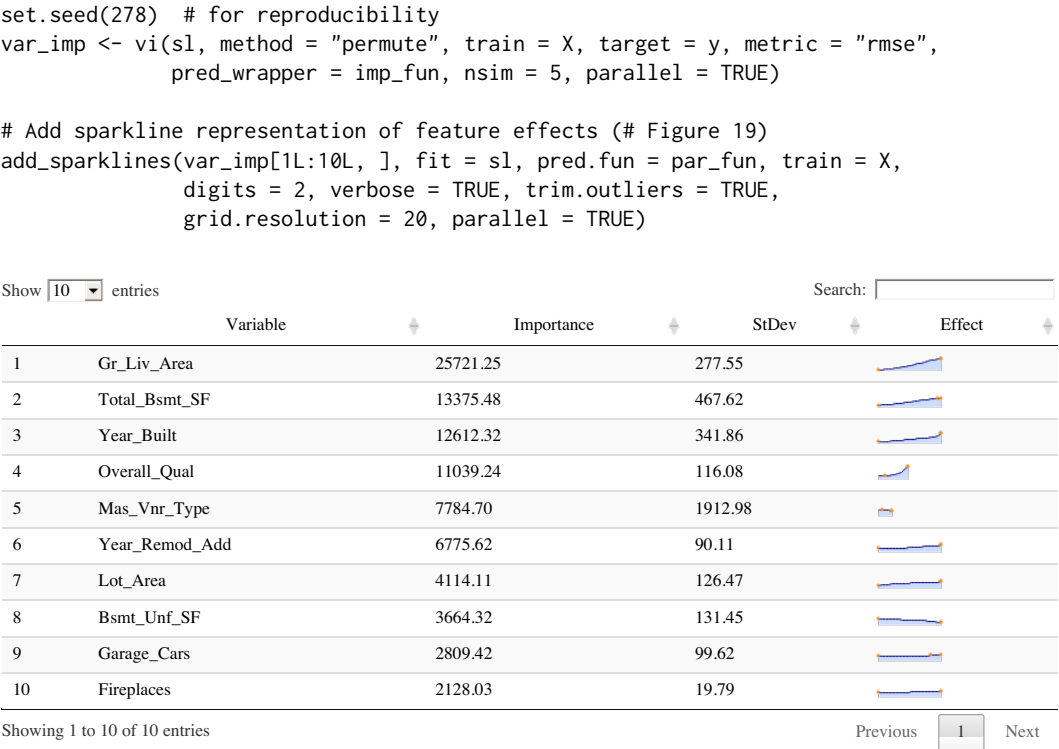 set.seed(278)  # for reproducibility
var_imp <- vi(sl, method = "permute", train = X, target = y, metric = "rmse",
              pred_wrapper = imp_fun, nsim = 5, parallel = TRUE)

# Add sparkline representation of feature effects (# Figure 19)
add_sparklines(var_imp[1L:10L, ], fit = sl, pred.fun = par_fun, train = X,
               digits = 2, verbose = TRUE, trim.outliers = TRUE,
               grid.resolution = 20, parallel = TRUE)

Show 10 entries Search:
Variable Importance StDev Effect
1 Gr_Liv_Area 25721.25 277.55
2 Total_Bsmt_SF 13375.48 467.62
3 Year_Built 12612.32 341.86
4 Overall_Qual 11039.24 116.08
5 Mas_Vnr_Type 7784.70 1912.98
6 Year_Remod_Add 6775.62 90.11
7 Lot_Area 4114.11 126.47
8 Bsmt_Unf_SF 3664.32 131.45
9 Garage_Cars 2809.42 99.62
10 Fireplaces 2128.03 19.79
Showing 1 to 10 of 10 entries Previous 1 Next